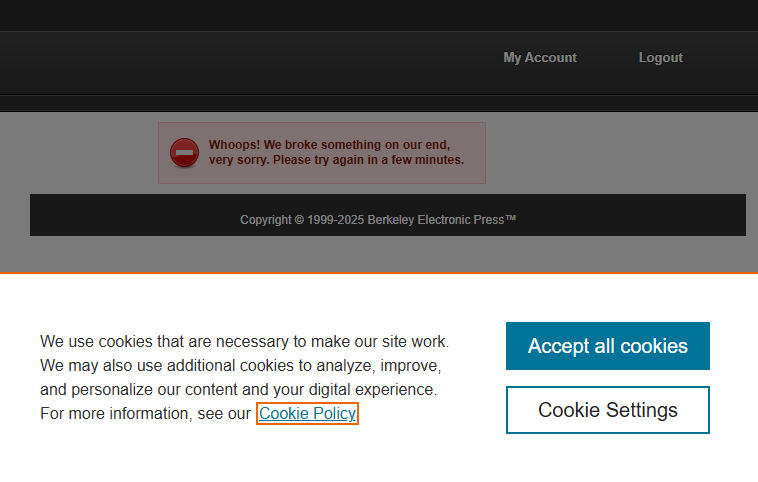 My Account
Logout
Whoops! We broke something on our end,
very sorry. Please try again in a few minutes.
Copyright © 1999-2025 Berkeley Electronic Press™
We use cookies that are necessary to make our site work.
We may also use additional cookies to analyze, improve,
and personalize our content and your digital experience.
For more information, see our Cookie Policy
Accept all cookies
Cookie Settings